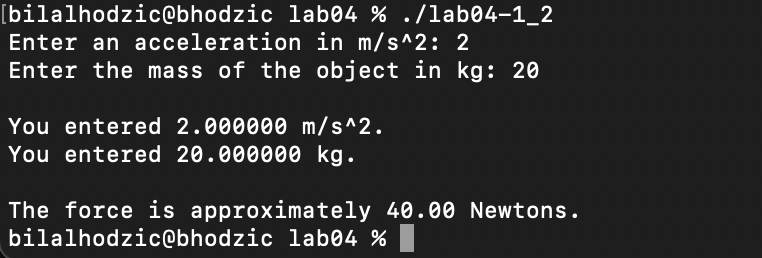 [bilalhodzic@bhodzic lab04 % ./lab04-1_2
Enter an acceleration in m/s^2: 2
Enter the mass of the object in kg: 20
You entered 2.000000 m/s^2.
You entered 20.000000 kg.
The force is approximately 40.00 Newtons.
bilalhodzic@bhodzic lab04 %